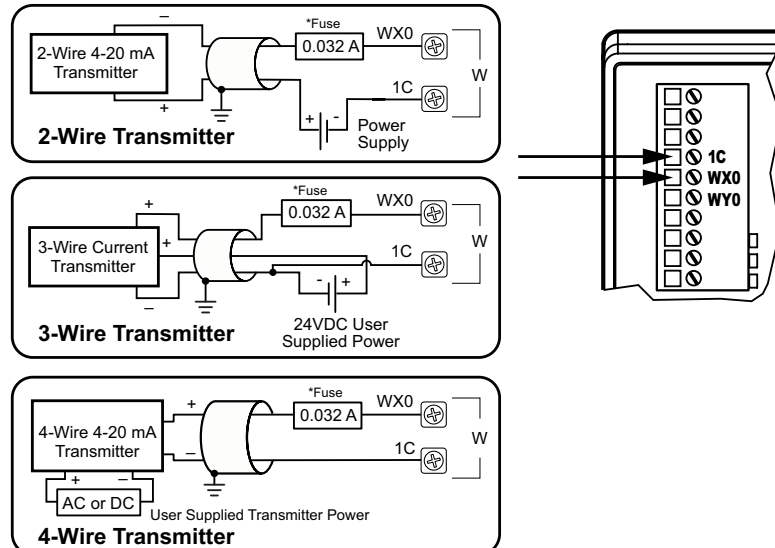 –
2-Wire 4-20 mA
Transmitter
+
*Fuse
0.032 A
WX0
1C
W
+ -
Power
Supply
2-Wire Transmitter
+
3-Wire Current
Transmitter
+
–
*Fuse
0.032 A
WX0
1C
W
- +
24VDC User
Supplied Power
3-Wire Transmitter
4-Wire 4-20 mA
Transmitter
+
–
+ –
AC or DC
*Fuse
0.032 A
WX0
1C
W
User Supplied Transmitter Power
4-Wire Transmitter
1C
WX0
WY0